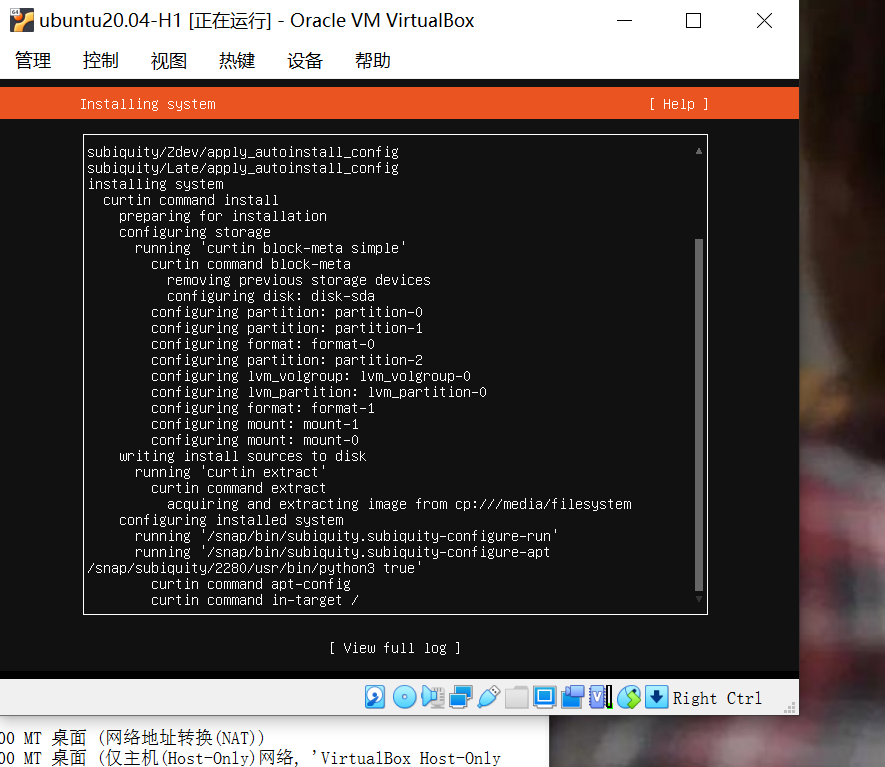 ubuntu20.04-H1 [正在运行] - Oracle VM VirtualBox
管理 控制 视图 热键 设备 帮助
Installing system [ Help ]
subiquity/Zdev/apply_autoinstall_config
subiquity/Late/apply_autoinstall_config
installing system
curtin command install
preparing for installation
configuring storage
running 'curtin block-meta simple'
curtin command block-meta
removing previous storage devices
configuring disk: disk-sda
configuring partition: partition-0
configuring partition: partition-1
configuring format: format-0
configuring partition: partition-2
configuring lvm_volgroup: lvm_volgroup-0
configuring lvm_partition: lvm_partition-0
configuring format: format-1
configuring mount: mount-1
configuring mount: mount-0
writing install sources to disk
running 'curtin extract'
curtin command extract
acquiring and extracting image from cp:///media/filesystem
configuring installed system
running '/snap/bin/subiquity.subiquity-configure-run'
running '/snap/bin/subiquity.subiquity-configure-apt
/snap/subiquity/2280/usr/bin/python3 true'
curtin command apt-config
curtin command in-target /
[ View full log ]
Right Ctrl
00 MT 桌面 (网络地址转换(NAT))
00 MT 桌面 (仅主机(Host-Only)网络, 'VirtualBox Host-Only